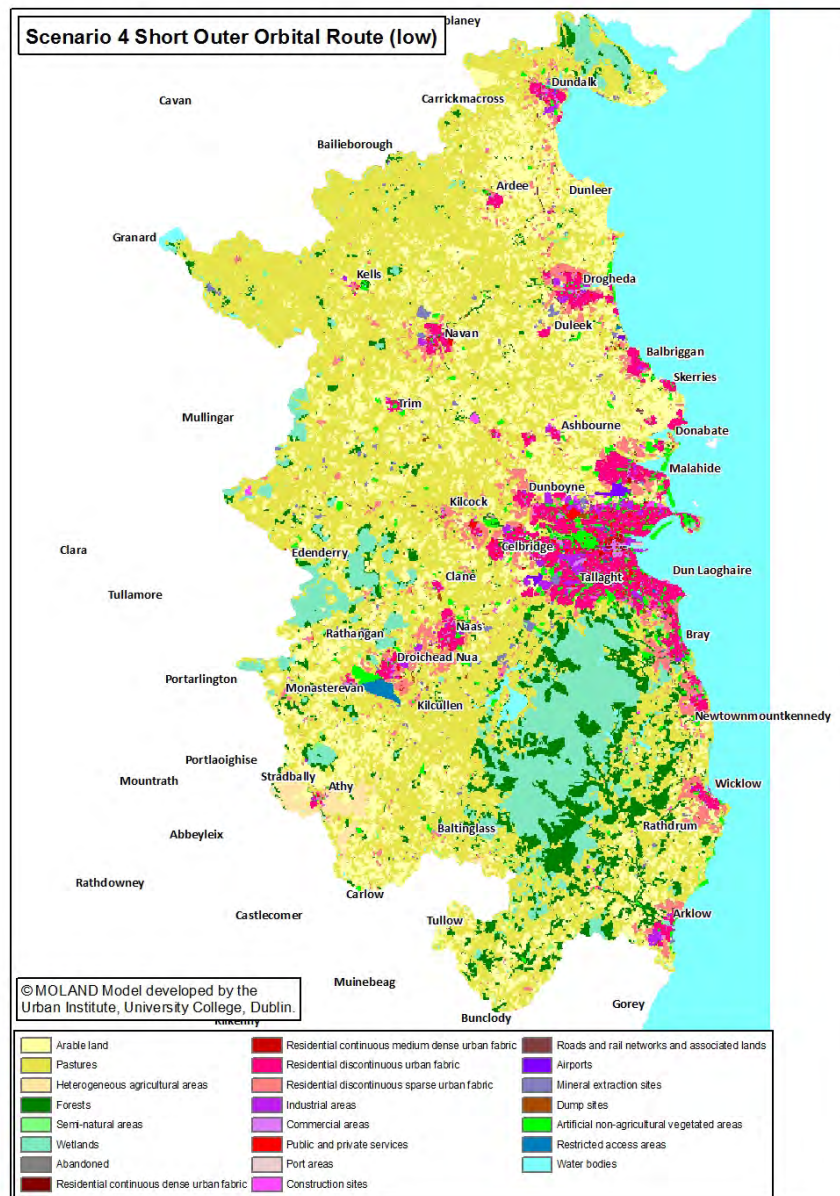 Scenario 4 Short Outer Orbital Route (low)
olaney
Dundalk
Cavan
Carrickmacross
Bailieborough
Ardee
Dunleer
Granard
Kells
Drogheda
Navan
Duleek
Balbriggan
Skerries
Trim
Mullingar
Ashbourne
Donabate
Malahide
Dunboyne
Kilcock
Clara
Edenderry
Celbridge
Dun Laoghaire
Clane
Tallaght
Tullamore
Rathangan
Naas
Bray
Droichead Nua
Portarlington
Monasterevan
Kilcullen
Newtownmountkennedy
Portlaoighise
Mountrath
Stradbally
Athy
Wicklow
Abbeyleix
Baltinglass
Rathdrum
Rathdowney
Carlow
Castlecomer
Tullow
Arklow
Muinebeag
Gorey
© MOLAND Model developed by the
Urban Institute, University College, Dublin.
Kilkenny
Bunclody
Arable land
Pastures
Heterogeneous agricultural areas
Forests
Semi-natural areas
Wetlands
Abandoned
Residential continuous dense urban fabric
Residential continuous medium dense urban fabric
Residential discontinuous urban fabric
Residential discontinuous sparse urban fabric
Industrial areas
Commercial areas
Public and private services
Port areas
Construction sites
Roads and rail networks and associated lands
Airports
Mineral extraction sites
Dump sites
Artificial non-agricultural vegetated areas
Restricted access areas
Water bodies